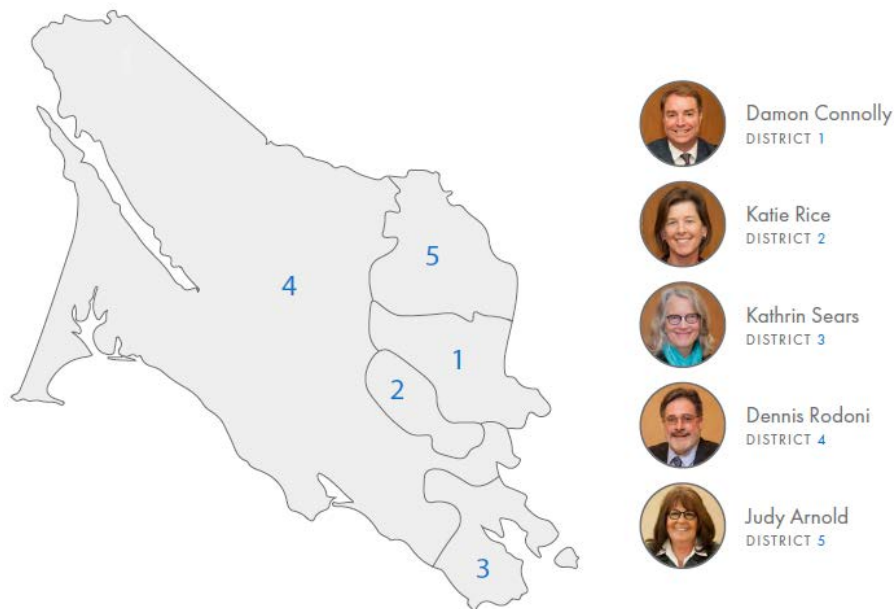 5
4
1
2
3
Damon Connolly
DISTRICT 1
Katie Rice
DISTRICT 2
Kathrin Sears
DISTRICT 3
Dennis Rodoni
DISTRICT 4
Judy Arnold
DISTRICT 5